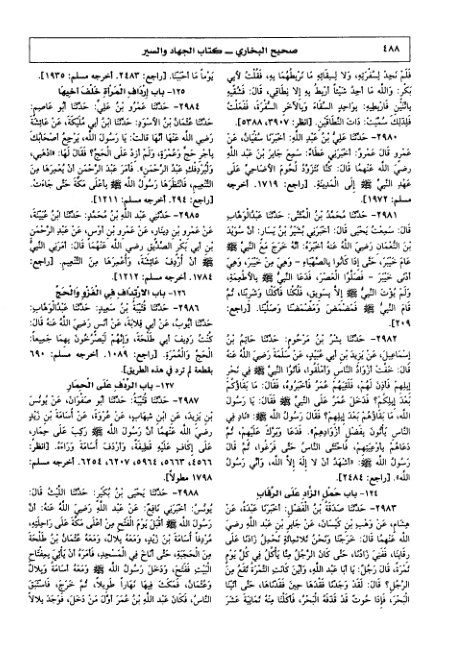 ٤٨٨
صحيح البخاري ــ كتاب الجهاد والسير
فَلَمْ نَجِدْ لِسُفْرَتِهِ، وَلَا لِسِقَائِهِ مَا نَرْبِطُهُمَا بِهِ، فَقُلْتُ لِأَبِي
بَكْرٍ: وَاللَّهِ مَا أَجِدُ شَيْئًا أَرْبِطُ بِهِ إِلَّا نِطَاقِي، قَالَ: فَشُقِّيهِ
بِاثْنَيْنِ فَارْبِطِيهِ: بِوَاحِدٍ السِّقَاءَ وَبِالْآخَرِ السُّفْرَةَ، فَفَعَلْتُ
فَلِذَلِكَ سُمِّيَتْ: ذَاتَ النِّطَاقَيْنِ. [انظر: ٣٩٠٧، ٥٣٨٨].
٢٩٨٠ - حَدَّثَنَا عَلِيُّ بْنُ عَبْدِ اللَّهِ: أَخْبَرَنَا سُفْيَانُ، عَنْ
عَمْرٍو قَالَ عَمْرٌو: أَخْبَرَنِي عَطَاءٌ: سَمِعَ جَابِرَ بْنَ عَبْدِ اللَّهِ
رَضِيَ اللَّهُ عَنْهُمَا قَالَ: كُنَّا نَتَزَوَّدُ لُحُومَ الْأَضَاحِيِّ عَلَى
عَهْدِ النَّبِيِّ ﷺ إِلَى الْمَدِينَةِ. [راجع: ١٧١٩. أخرجه
مسلم: ١٩٧٢].
٢٩٨١ - حَدَّثَنَا مُحَمَّدُ بْنُ الْمُثَنَّى: حَدَّثَنَا عَبْدُالْوَهَّابِ
قَالَ: سَمِعْتُ يَحْيَى قَالَ: أَخْبَرَنِي بُشَيْرُ بْنُ يَسَارٍ: أَنَّ سُوَيْدَ
بْنَ النُّعْمَانِ رَضِيَ اللَّهُ عَنْهُ أَخْبَرَهُ: أَنَّهُ خَرَجَ مَعَ النَّبِيِّ ﷺ
عَامَ خَيْبَرَ، حَتَّى إِذَا كَانُوا بِالصَّهْبَاءِ - وَهِيَ مِنْ خَيْبَرَ، وَهِيَ
أَدْنَى خَيْبَرَ - فَصَلَّوُا الْعَصْرَ، فَدَعَا النَّبِيُّ ﷺ بِالْأَطْعِمَةِ،
وَلَمْ يُؤْتَ النَّبِيُّ ﷺ إِلَّا بِسَوِيقٍ، فَلُكْنَا فَأَكَلْنَا وَشَرِبْنَا، ثُمَّ
قَامَ النَّبِيُّ ﷺ فَمَضْمَضَ وَمَضْمَضْنَا وَصَلَّيْنَا. [راجع:
٢٠٩].
٢٩٨٢ - حَدَّثَنَا بِشْرُ بْنُ مَرْحُومٍ: حَدَّثَنَا حَاتِمُ بْنُ
إِسْمَاعِيلَ، عَنْ يَزِيدَ بْنِ أَبِي عُبَيْدٍ، عَنْ سَلَمَةَ رَضِيَ اللَّهُ عَنْهُ
قَالَ: خَفَّتْ أَزْوَادُ النَّاسِ وَأَمْلَقُوا، فَأَتَوُا النَّبِيَّ ﷺ فِي نَحْرِ
إِبِلِهِمْ فَأَذِنَ لَهُمْ، فَلَقِيَهُمْ عُمَرُ فَأَخْبَرُوهُ، فَقَالَ: مَا بَقَاؤُكُمْ
بَعْدَ إِبِلِكُمْ؟ فَدَخَلَ عُمَرُ عَلَى النَّبِيِّ ﷺ فَقَالَ: يَا رَسُولَ
اللَّهِ، مَا بَقَاؤُهُمْ بَعْدَ إِبِلِهِمْ؟ فَقَالَ رَسُولُ اللَّهِ ﷺ: «نَادِ فِي
النَّاسِ يَأْتُونَ بِفَضْلِ أَزْوَادِهِمْ». فَدَعَا وَبَرَّكَ عَلَيْهِمْ، ثُمَّ
دَعَاهُمْ بِأَوْعِيَتِهِمْ، فَاحْتَثَى النَّاسُ حَتَّى فَرَغُوا، ثُمَّ قَالَ
رَسُولُ اللَّهِ ﷺ: «أَشْهَدُ أَنْ لَا إِلَهَ إِلَّا اللَّهُ، وَأَنِّي رَسُولُ
اللَّهِ». [راجع: ٢٤٨٤].
١٢٤- باب حَمْلِ الزَّادِ عَلَى الرِّقَابِ
٢٩٨٣ - حَدَّثَنَا صَدَقَةُ بْنُ الْفَضْلِ: أَخْبَرَنَا عَبْدَةُ، عَنْ
هِشَامٍ، عَنْ وَهْبِ بْنِ كَيْسَانَ، عَنْ جَابِرِ بْنِ عَبْدِ اللَّهِ رَضِيَ
اللَّهُ عَنْهُمَا قَالَ: خَرَجْنَا وَنَحْنُ ثَلَاثُمِائَةٍ نَحْمِلُ زَادَنَا عَلَى
رِقَابِنَا، فَفَنِيَ زَادُنَا، حَتَّى كَانَ الرَّجُلُ مِنَّا يَأْكُلُ فِي كُلِّ يَوْمٍ
تَمْرَةً، قَالَ رَجُلٌ: يَا أَبَا عَبْدِ اللَّهِ، وَأَيْنَ كَانَتِ التَّمْرَةُ تَقَعُ مِنَ
الرَّجُلِ؟ قَالَ: لَقَدْ وَجَدْنَا فَقْدَهَا حِينَ فَقَدْنَاهَا، حَتَّى أَتَيْنَا
الْبَحْرَ، فَإِذَا حُوتٌ قَدْ قَذَفَهُ الْبَحْرُ، فَأَكَلْنَا مِنْهُ ثَمَانِيَةَ عَشَرَ
يَوْمًا مَا أَحْبَبْنَا. [راجع: ٢٤٨٣. أخرجه مسلم: ١٩٣٥].
١٢٥- باب إِرْدَافِ الْمَرْأَةِ خَلْفَ أَخِيهَا
٢٩٨٤ - حَدَّثَنَا عَمْرُو بْنُ عَلِيٍّ: حَدَّثَنَا أَبُو عَاصِمٍ:
حَدَّثَنَا عُثْمَانُ بْنُ الْأَسْوَدِ: حَدَّثَنَا ابْنُ أَبِي مُلَيْكَةَ، عَنْ عَائِشَةَ
رَضِيَ اللَّهُ عَنْهَا أَنَّهَا قَالَتْ: يَا رَسُولَ اللَّهِ، يَرْجِعُ أَصْحَابُكَ
بِأَجْرِ حَجٍّ وَعُمْرَةٍ، وَلَمْ أَزِدْ عَلَى الْحَجِّ؟ فَقَالَ لَهَا: «اذْهَبِي،
وَلْيُرْدِفْكِ عَبْدُ الرَّحْمَنِ». فَأَمَرَ عَبْدَ الرَّحْمَنِ أَنْ يُعْمِرَهَا مِنَ
التَّنْعِيمِ، فَانْتَظَرَهَا رَسُولُ اللَّهِ ﷺ بِأَعْلَى مَكَّةَ حَتَّى جَاءَتْ.
[راجع: ٢٩٤. أخرجه مسلم: ١٢١١].
٢٩٨٥ - حَدَّثَنِي عَبْدُ اللَّهِ بْنُ مُحَمَّدٍ: حَدَّثَنَا ابْنُ عُيَيْنَةَ،
عَنْ عَمْرِو بْنِ دِينَارٍ، عَنْ عَمْرِو بْنِ أَوْسٍ، عَنْ عَبْدِ الرَّحْمَنِ
بْنِ أَبِي بَكْرٍ الصِّدِّيقِ رَضِيَ اللَّهُ عَنْهُمَا قَالَ: أَمَرَنِي النَّبِيُّ
ﷺ أَنْ أُرْدِفَ عَائِشَةَ، وَأُعْمِرَهَا مِنَ التَّنْعِيمِ. [راجع:
١٧٨٤. أخرجه مسلم: ١٢١٢].
١٢٦- باب الِارْتِدَافِ فِي الْغَزْوِ وَالْحَجِّ
٢٩٨٦ - حَدَّثَنَا قُتَيْبَةُ بْنُ سَعِيدٍ: حَدَّثَنَا عَبْدُالْوَهَّابِ:
حَدَّثَنَا أَيُّوبُ، عَنْ أَبِي قِلَابَةَ، عَنْ أَنَسٍ رَضِيَ اللَّهُ عَنْهُ قَالَ:
كُنْتُ رَدِيفَ أَبِي طَلْحَةَ، وَإِنَّهُمْ لَيَصْرُخُونَ بِهِمَا جَمِيعًا:
الْحَجِّ وَالْعُمْرَةِ. [راجع: ١٠٨٩. أخرجه مسلم: ٦٩٠
بقطعة لم ترد في هذه الطريق].
١٢٧- باب الرِّدْفِ عَلَى الْحِمَارِ
٢٩٨٧ - حَدَّثَنَا قُتَيْبَةُ: حَدَّثَنَا أَبُو صَفْوَانَ، عَنْ يُونُسَ
بْنِ يَزِيدَ، عَنِ ابْنِ شِهَابٍ، عَنْ عُرْوَةَ، عَنْ أُسَامَةَ بْنِ زَيْدٍ
رَضِيَ اللَّهُ عَنْهُمَا أَنَّ رَسُولَ اللَّهِ ﷺ رَكِبَ عَلَى حِمَارٍ،
عَلَى إِكَافٍ عَلَيْهِ قَطِيفَةٌ، وَأَرْدَفَ أُسَامَةَ وَرَاءَهُ. [انظر:
٤٥٦٦، ٥٦٦٣، ٥٩٦٤، ٦٢٠٧، ٦٢٥٤. أخرجه مسلم:
١٧٩٨ مطولاً].
٢٩٨٨ - حَدَّثَنَا يَحْيَى بْنُ بُكَيْرٍ: حَدَّثَنَا اللَّيْثُ قَالَ:
يُونُسُ: أَخْبَرَنِي نَافِعٌ، عَنْ عَبْدِ اللَّهِ رَضِيَ اللَّهُ عَنْهُ: أَنَّ
رَسُولَ اللَّهِ ﷺ أَقْبَلَ يَوْمَ الْفَتْحِ مِنْ أَعْلَى مَكَّةَ عَلَى رَاحِلَتِهِ،
مُرْدِفًا أُسَامَةَ بْنَ زَيْدٍ، وَمَعَهُ بِلَالٌ، وَمَعَهُ عُثْمَانُ بْنُ طَلْحَةَ
مِنَ الْحَجَبَةِ، حَتَّى أَنَاخَ فِي الْمَسْجِدِ، فَأَمَرَهُ أَنْ يَأْتِيَ بِمِفْتَاحِ
الْبَيْتِ فَفَتَحَ، وَدَخَلَ رَسُولُ اللَّهِ ﷺ وَمَعَهُ أُسَامَةُ وَبِلَالٌ
وَعُثْمَانُ، فَمَكَثَ فِيهَا نَهَارًا طَوِيلًا، ثُمَّ خَرَجَ، فَاسْتَبَقَ
النَّاسُ، فَكَانَ عَبْدُ اللَّهِ بْنُ عُمَرَ أَوَّلَ مَنْ دَخَلَ، فَوَجَدَ بِلَالًا